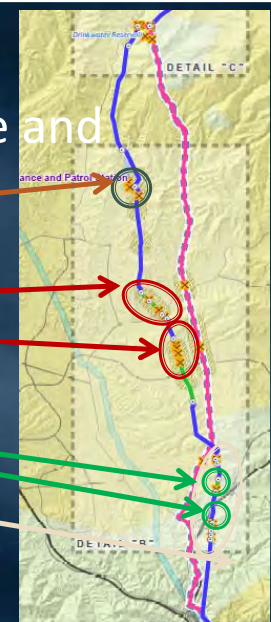 Drinkwater Reservoir
DETAIL "C"
e and
ance and Patrol Station
DETAIL "B"